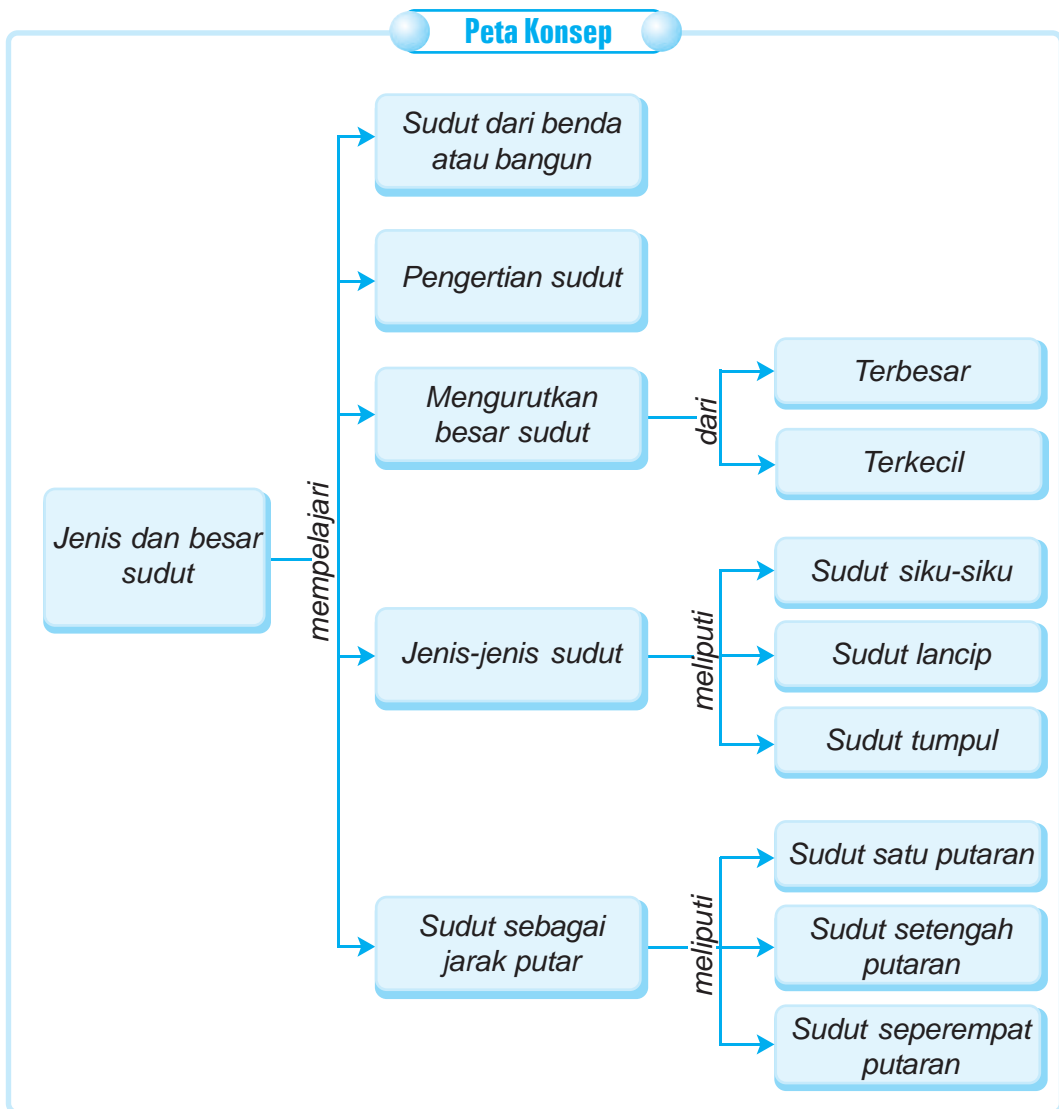 Peta Konsep
Jenis dan besar
sudut
mempelajari
Sudut dari benda
atau bangun
Pengertian sudut
Mengurutkan
besar sudut
dari
Terbesar
Terkecil
Jenis-jenis sudut
meliputi
Sudut siku-siku
Sudut lancip
Sudut tumpul
Sudut sebagai
jarak putar
meliputi
Sudut satu putaran
Sudut setengah
putaran
Sudut seperempat
putaran